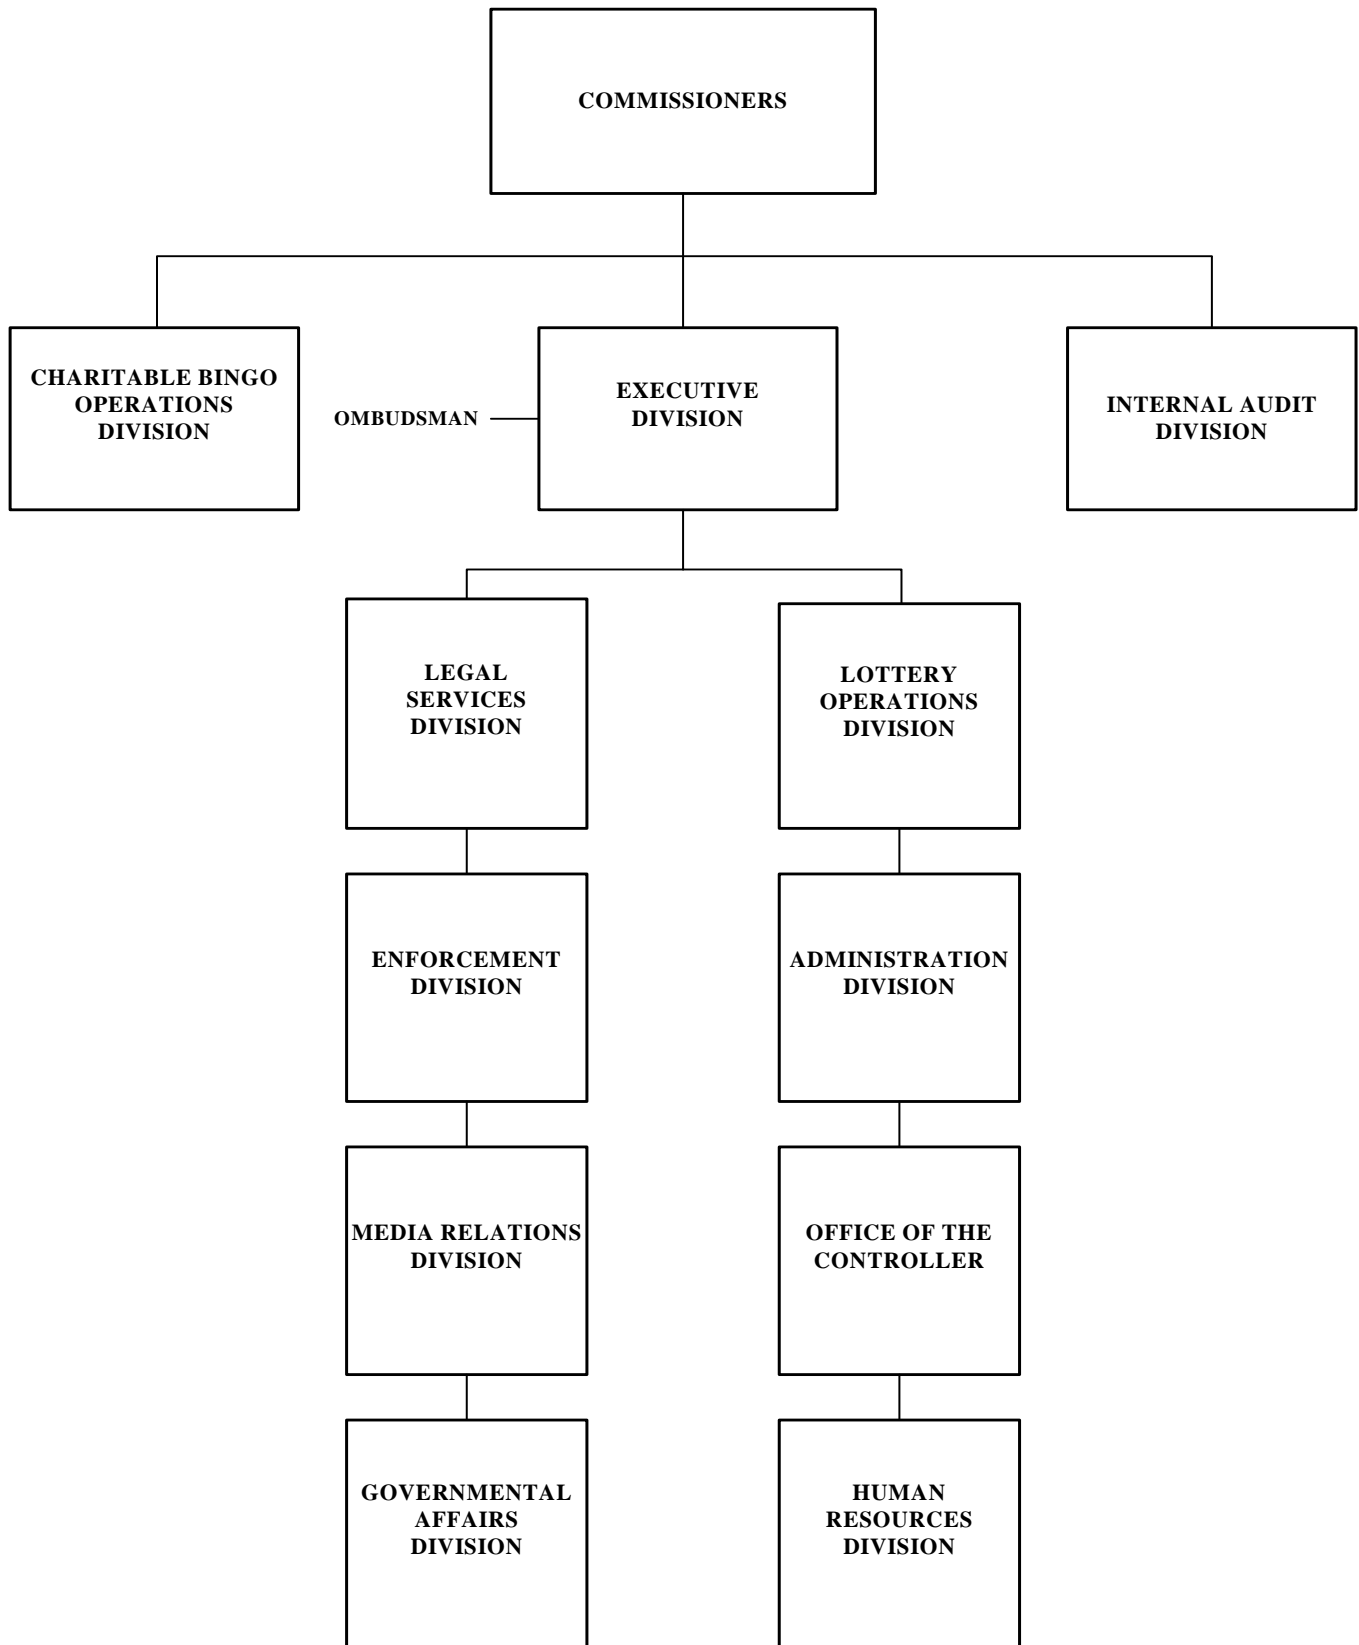 COMMISSIONERS
CHARITABLE BINGO
OPERATIONS
DIVISION
OMBUDSMAN
EXECUTIVE
DIVISION
INTERNAL AUDIT
DIVISION
LEGAL
SERVICES
DIVISION
LOTTERY
OPERATIONS
DIVISION
ENFORCEMENT
DIVISION
ADMINISTRATION
DIVISION
MEDIA RELATIONS
DIVISION
OFFICE OF THE
CONTROLLER
GOVERNMENTAL
AFFAIRS
DIVISION
HUMAN
RESOURCES
DIVISION